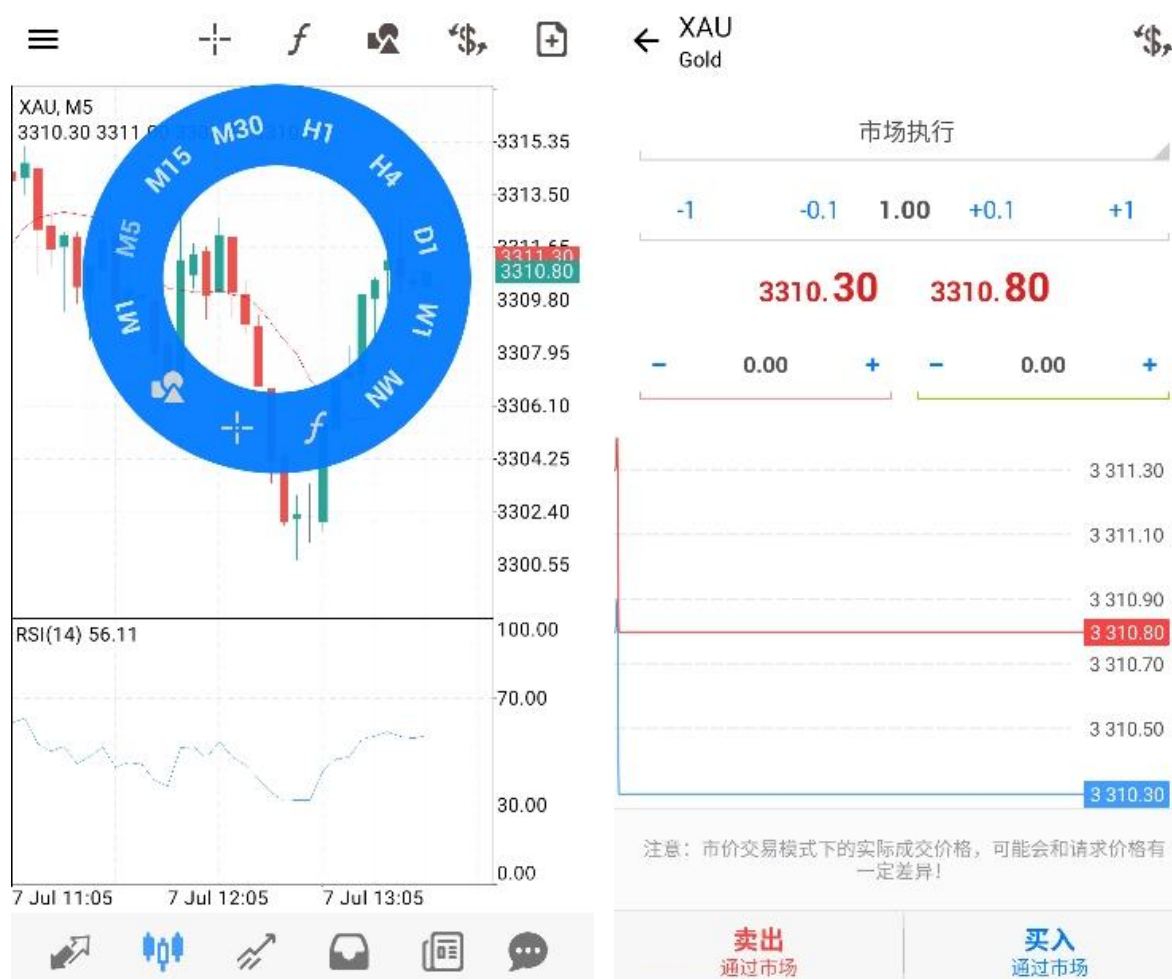 XAU, M5
3310.30 3311
M1
M5
M15
M30
H1
H4
D1
W1
MN
f
3315.35
3313.50
3211.65
3311.30
3310.80
3309.80
3307.95
3306.10
3304.25
3302.40
3300.55
RSI(14) 56.11
100.00
70.00
30.00
0.00
7 Jul 11:05 7 Jul 12:05 7 Jul 13:05
XAU
Gold
市场执行
-1 -0.1 1.00 +0.1 +1
3310.30 3310.80
− 0.00 + − 0.00 +
3 311.30
3 311.10
3 310.90
3 310.80
3 310.70
3 310.50
3 310.30
注意：市价交易模式下的实际成交价格，可能会和请求价格有
一定差异!
卖出 买入
通过市场 通过市场